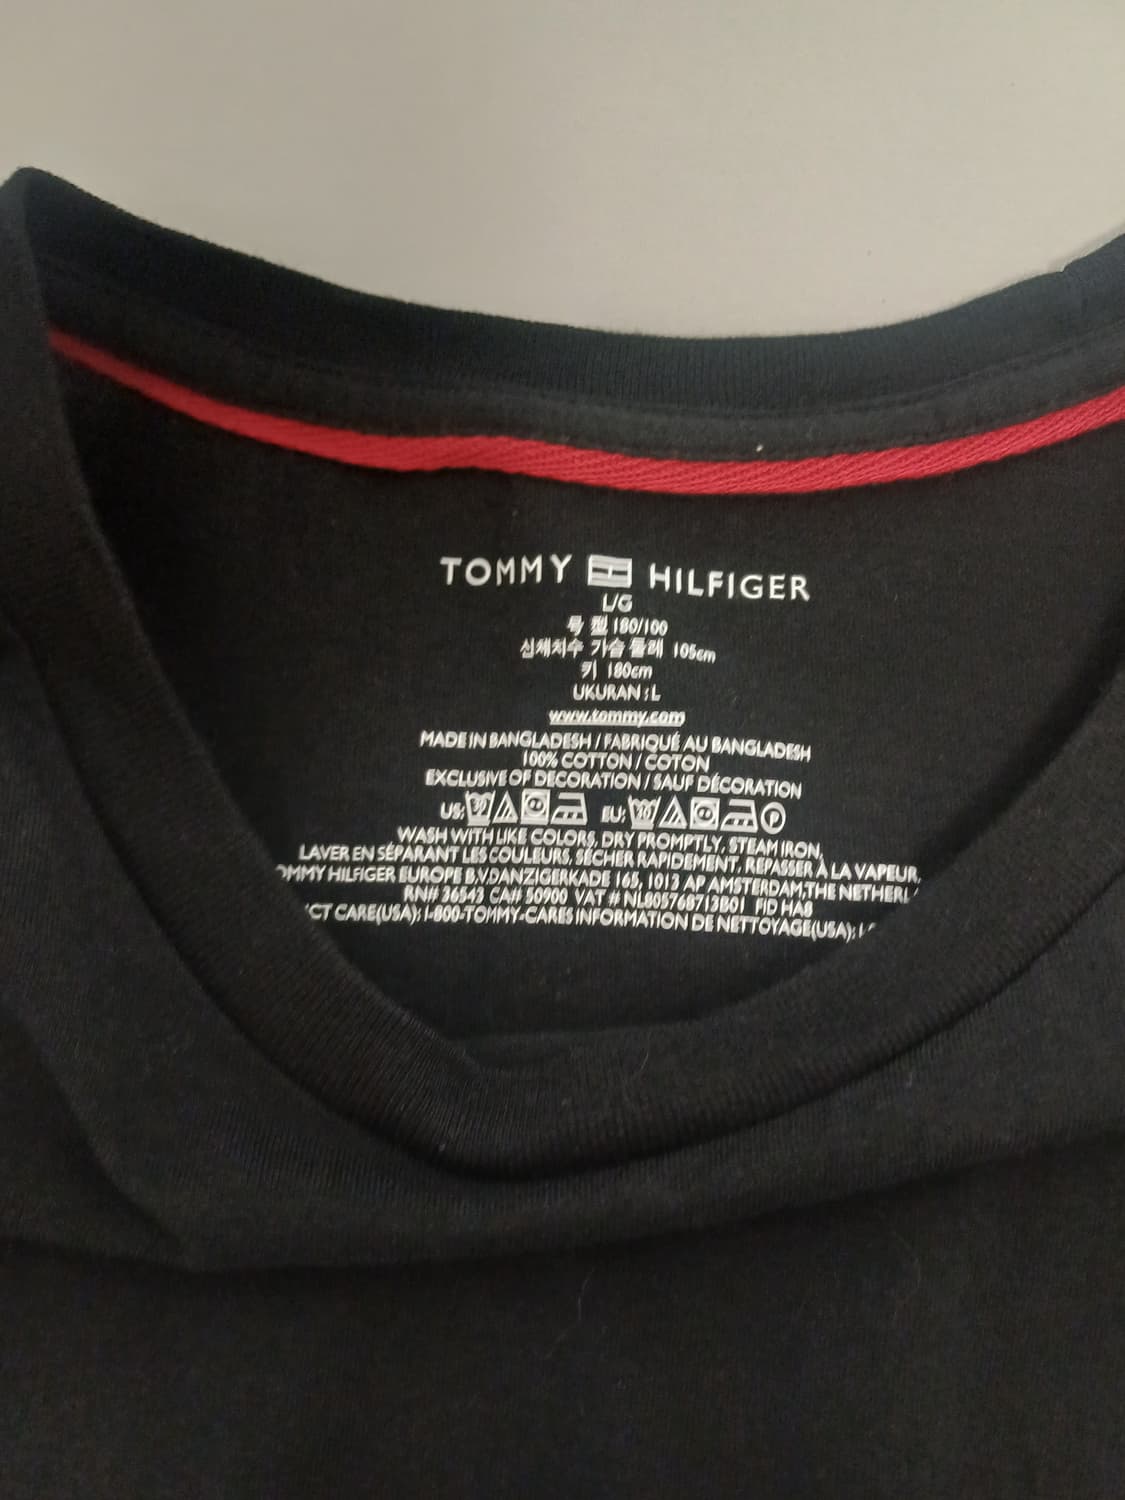 TOMMY HILFIGER
L/G
号型 180/100
신체치수 가슴둘레 105cm
키 180cm
UKURAN : L
www.tommy.com
MADE IN BANGLADESH / FABRIQUÉ AU BANGLADESH
100% COTTON / COTON
EXCLUSIVE OF DECORATION / SAUF DÉCORATION
US: 30 EU: 30 P
WASH WITH LIKE COLORS, DRY PROMPTLY, STEAM IRON,
LAVER EN SÉPARANT LES COULEURS, SÉCHER RAPIDEMENT, REPASSER À LA VAPEUR,
OMMY HILFIGER EUROPE B.V.DANZIGERKADE 165, 1013 AP AMSTERDAM,THE NETHERL
RN# 36543 CA# 50900 VAT # NL805768713B01 FID HA8
CT CARE(USA): 1-800-TOMMY-CARES INFORMATION DE NETTOYAGE(USA):